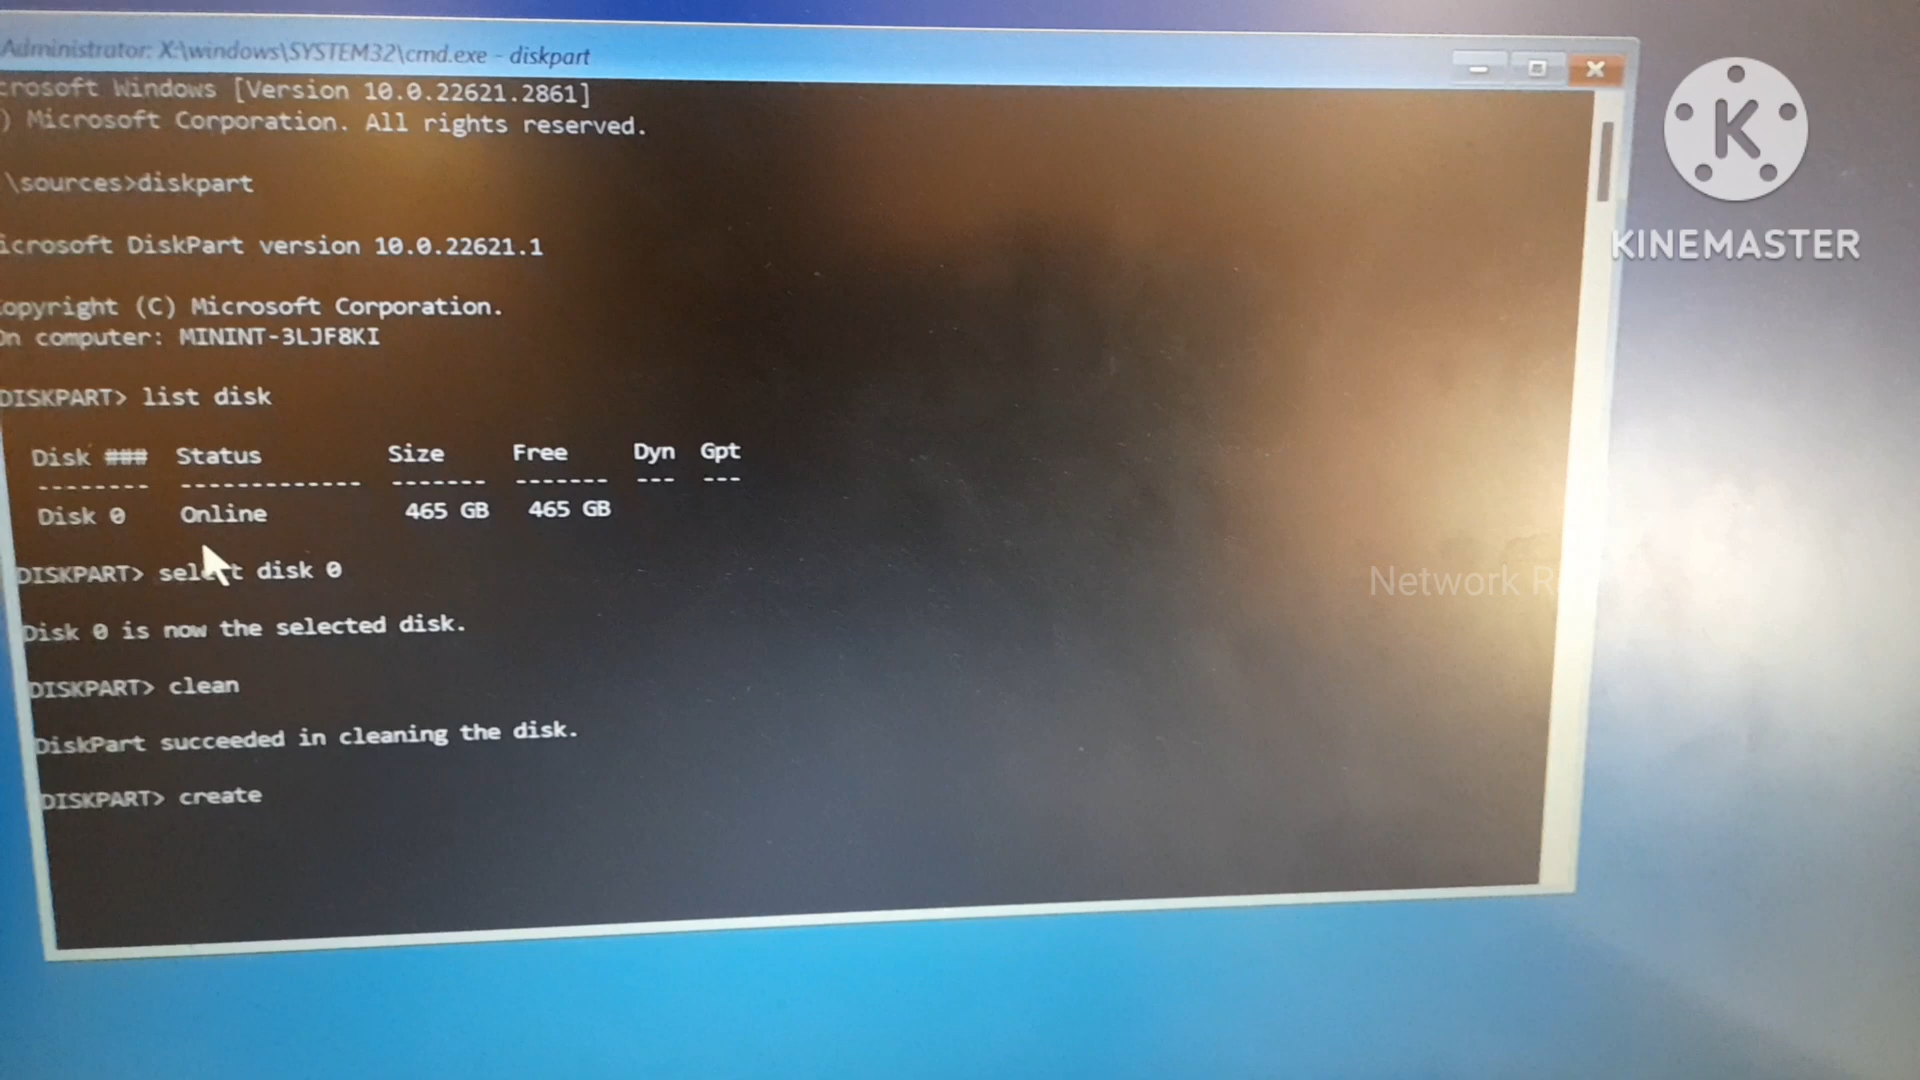 Administrator: X:\windows\SYSTEM32\cmd.exe - diskpart
crosoft Windows [Version 10.0.22621.2861]
) Microsoft Corporation. All rights reserved.
\sources>diskpart
icrosoft DiskPart version 10.0.22621.1
opyright (C) Microsoft Corporation.
On computer: MININT-3LJF8KI
DISKPART> list disk
Disk ### Status Size Free Dyn Gpt
-------- ------------- ------- ------- --- ---
Disk 0 Online 465 GB 465 GB
DISKPART> select disk 0
Disk 0 is now the selected disk.
DISKPART> clean
DiskPart succeeded in cleaning the disk.
DISKPART> create
K
KINEMASTER
Network